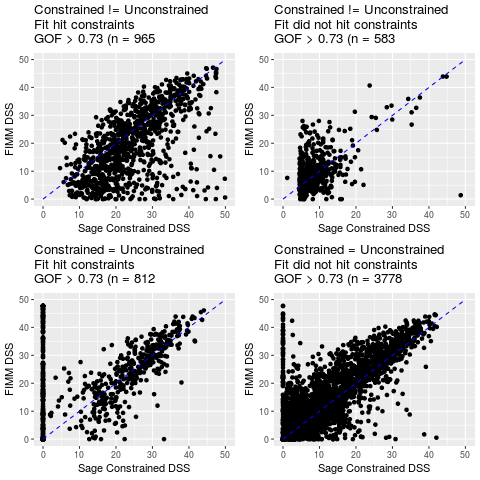 Constrained != Unconstrained
Fit hit constraints
GOF > 0.73 (n = 965
50
40
30
20
10
0
FIMM DSS
0 10 20 30 40 50
Sage Constrained DSS
Constrained != Unconstrained
Fit did not hit constraints
GOF > 0.73 (n = 583
50
40
30
20
10
0
FIMM DSS
0 10 20 30 40 50
Sage Constrained DSS
Constrained = Unconstrained
Fit hit constraints
GOF > 0.73 (n = 812
50
40
30
20
10
0
FIMM DSS
0 10 20 30 40 50
Sage Constrained DSS
Constrained = Unconstrained
Fit did not hit constraints
GOF > 0.73 (n = 3778
50
40
30
20
10
0
FIMM DSS
0 10 20 30 40 50
Sage Constrained DSS